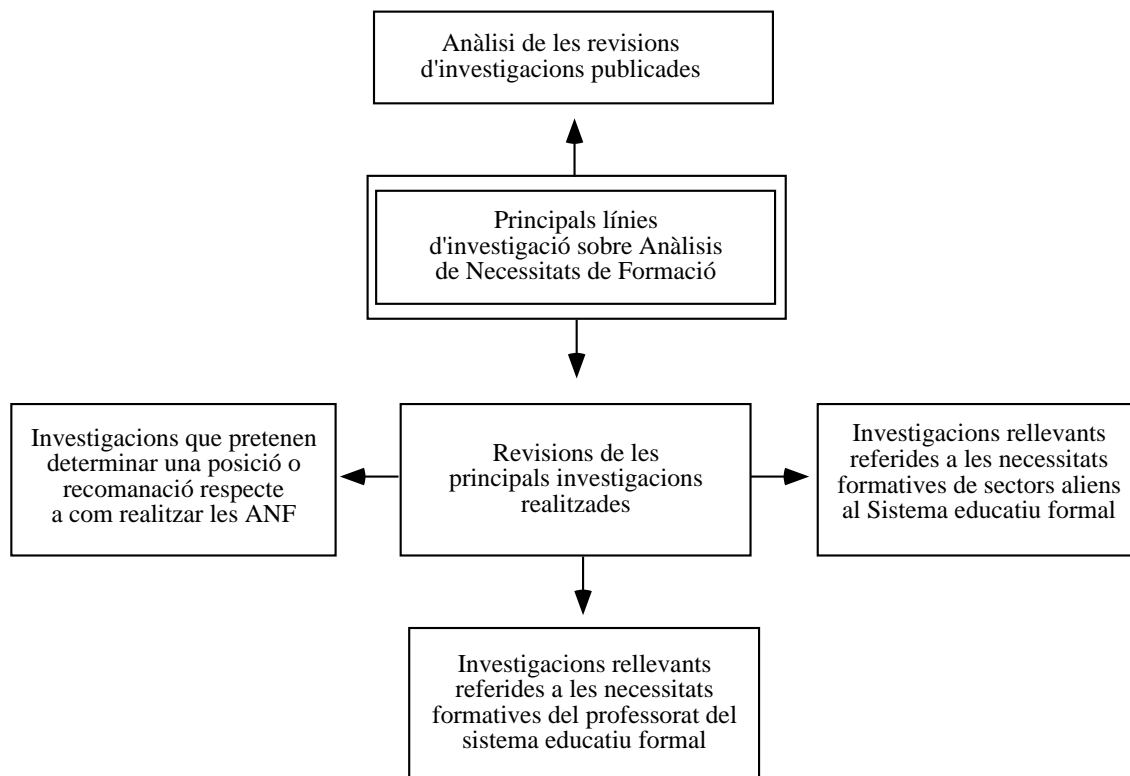 Anàlisi de les revisions
d'investigacions publicades
Principals línies
d'investigació sobre Anàlisis
de Necessitats de Formació
Investigacions que pretenen
determinar una posició o
recomanació respecte
a com realitzar les ANF
Revisions de les
principals investigacions
realitzades
Investigacions rellevants
referides a les necessitats
formatives de sectors aliens
al Sistema educatiu formal
Investigacions rellevants
referides a les necessitats
formatives del professorat del
sistema educatiu formal